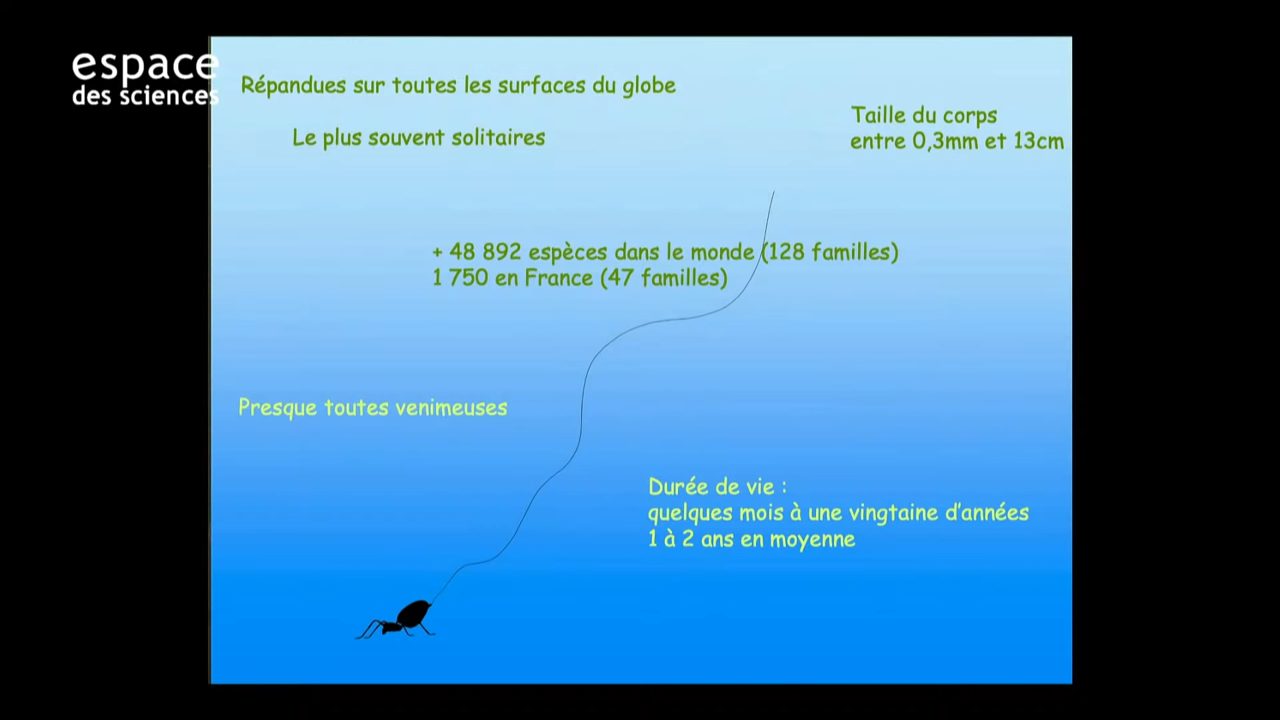 espace
des sciences
Répandues sur toutes les surfaces du globe
Le plus souvent solitaires
Taille du corps
entre 0,3mm et 13cm
+ 48 892 espèces dans le monde (128 familles)
1 750 en France (47 familles)
Presque toutes venimeuses
Durée de vie :
quelques mois à une vingtaine d'années
1 à 2 ans en moyenne